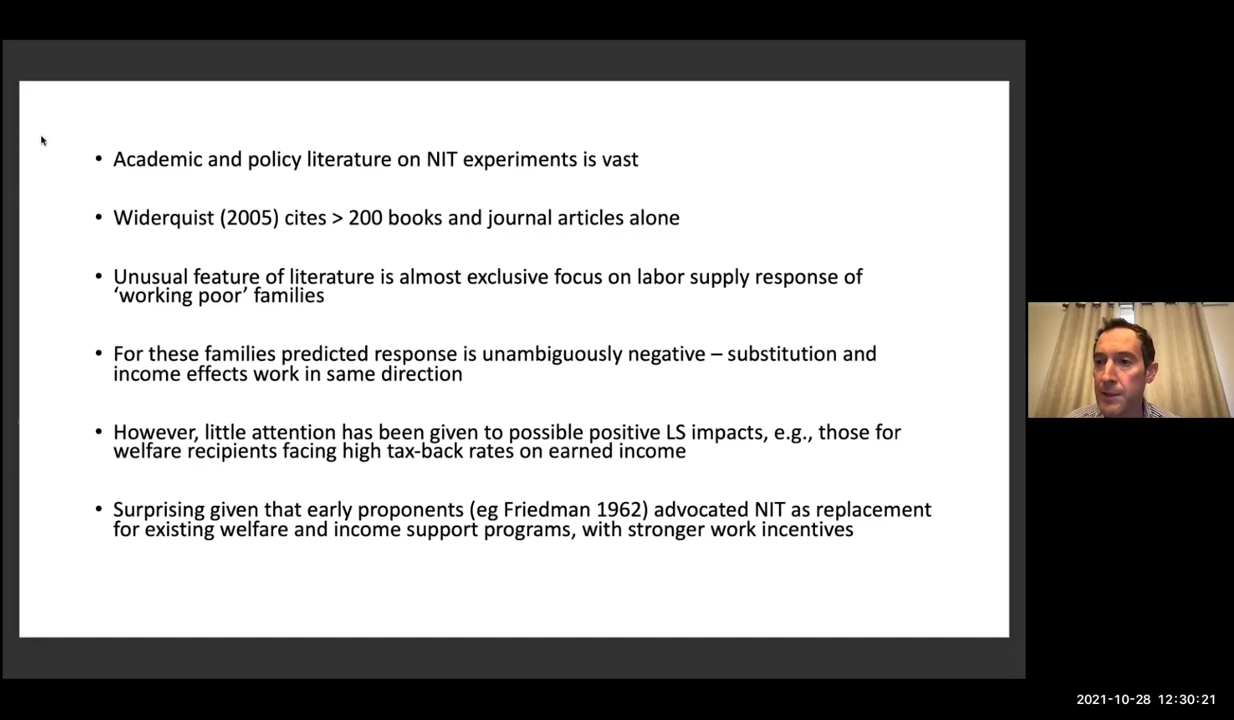 • Academic and policy literature on NIT experiments is vast
• Widerquist (2005) cites > 200 books and journal articles alone
• Unusual feature of literature is almost exclusive focus on labor supply response of
‘working poor’ families
• For these families predicted response is unambiguously negative – substitution and
income effects work in same direction
• However, little attention has been given to possible positive LS impacts, e.g., those for
welfare recipients facing high tax-back rates on earned income
• Surprising given that early proponents (eg Friedman 1962) advocated NIT as replacement
for existing welfare and income support programs, with stronger work incentives
2021-10-28 12:30:21